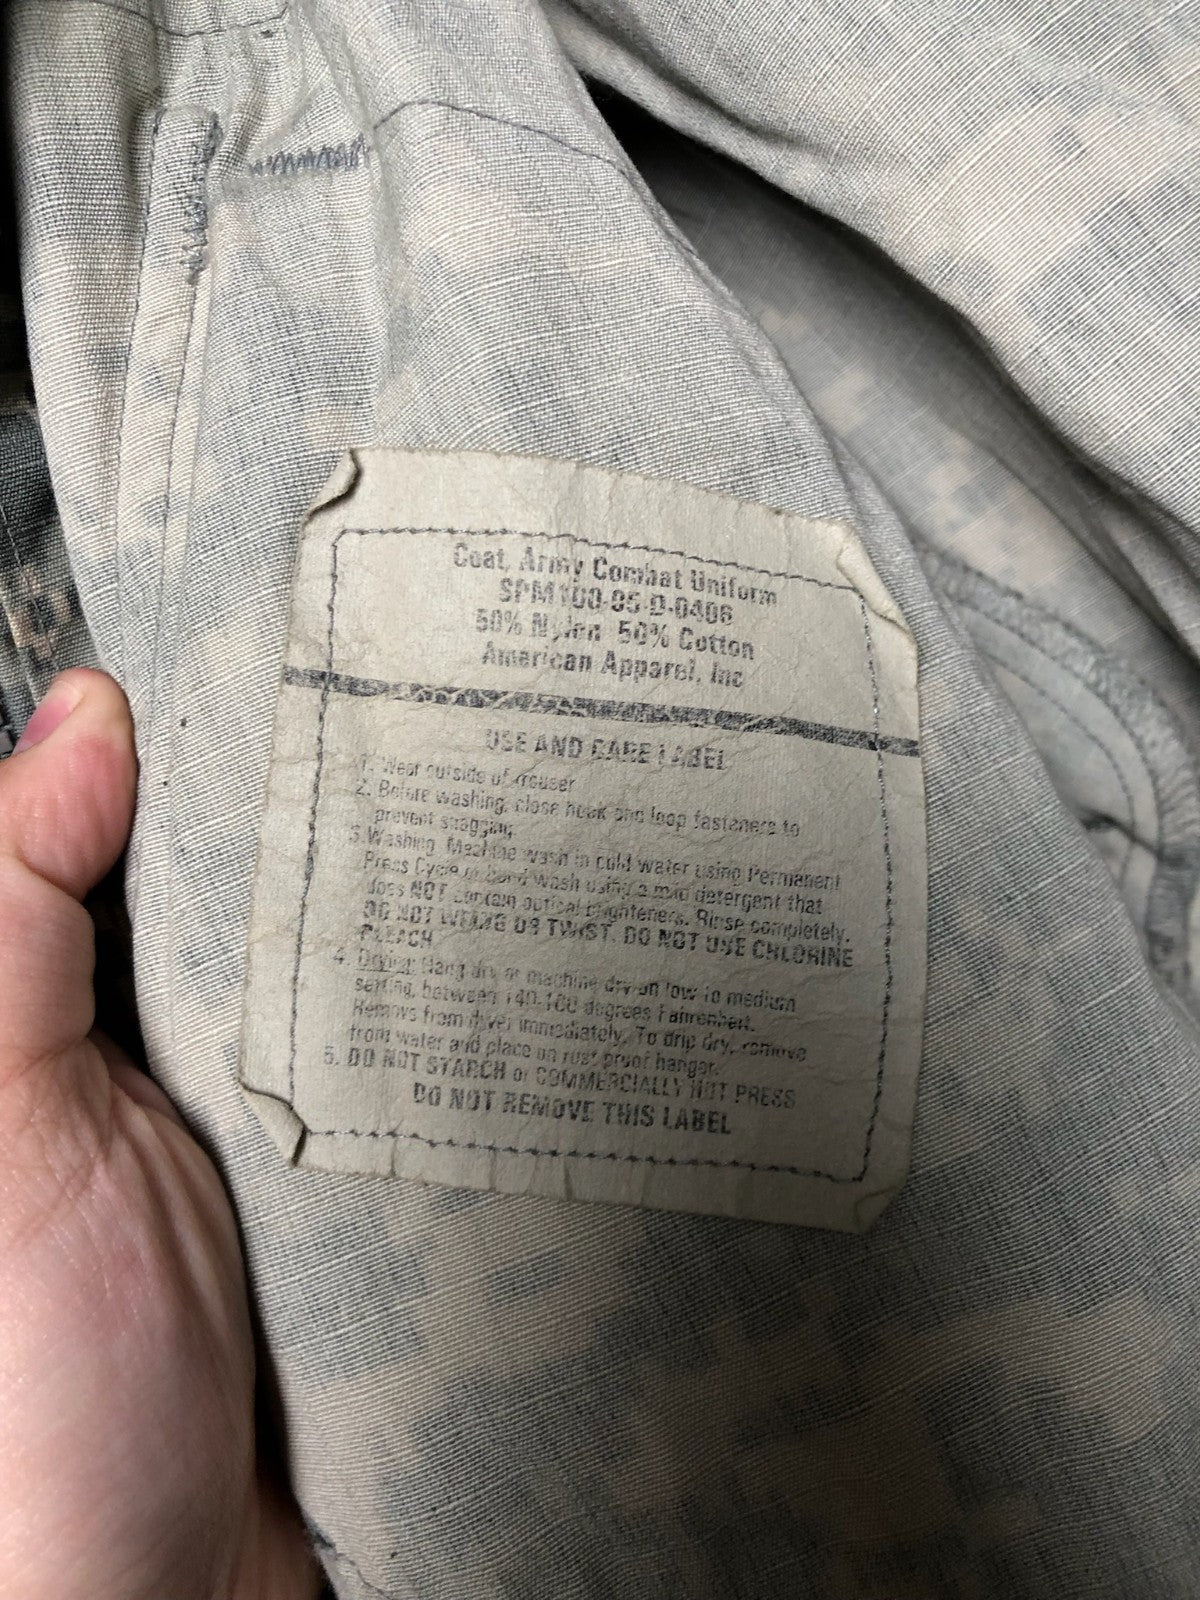 Coat, Army Combat Uniform
SPM100-05-D-0406
50% Nylon 50% Cotton
American Apparel, Inc
USE AND CARE LABEL
1. Wear outside of trouser
2. Before washing, close hook and loop fasteners to
prevent snagging
3. Washing: Machine wash in cold water using Permanent
Press Cycle or hand wash using a mild detergent that
does NOT contain optical brighteners. Rinse completely.
DO NOT WRING OR TWIST. DO NOT USE CHLORINE
BLEACH
4. Drying: Hang dry or machine dry on low to medium
setting, between degrees Fahrenheit.
Remove from dryer immediately. To drip dry, remove
from water and place on rust proof hanger.
5. DO NOT STARCH or COMMERCIALLY HOT PRESS
DO NOT REMOVE THIS LABEL